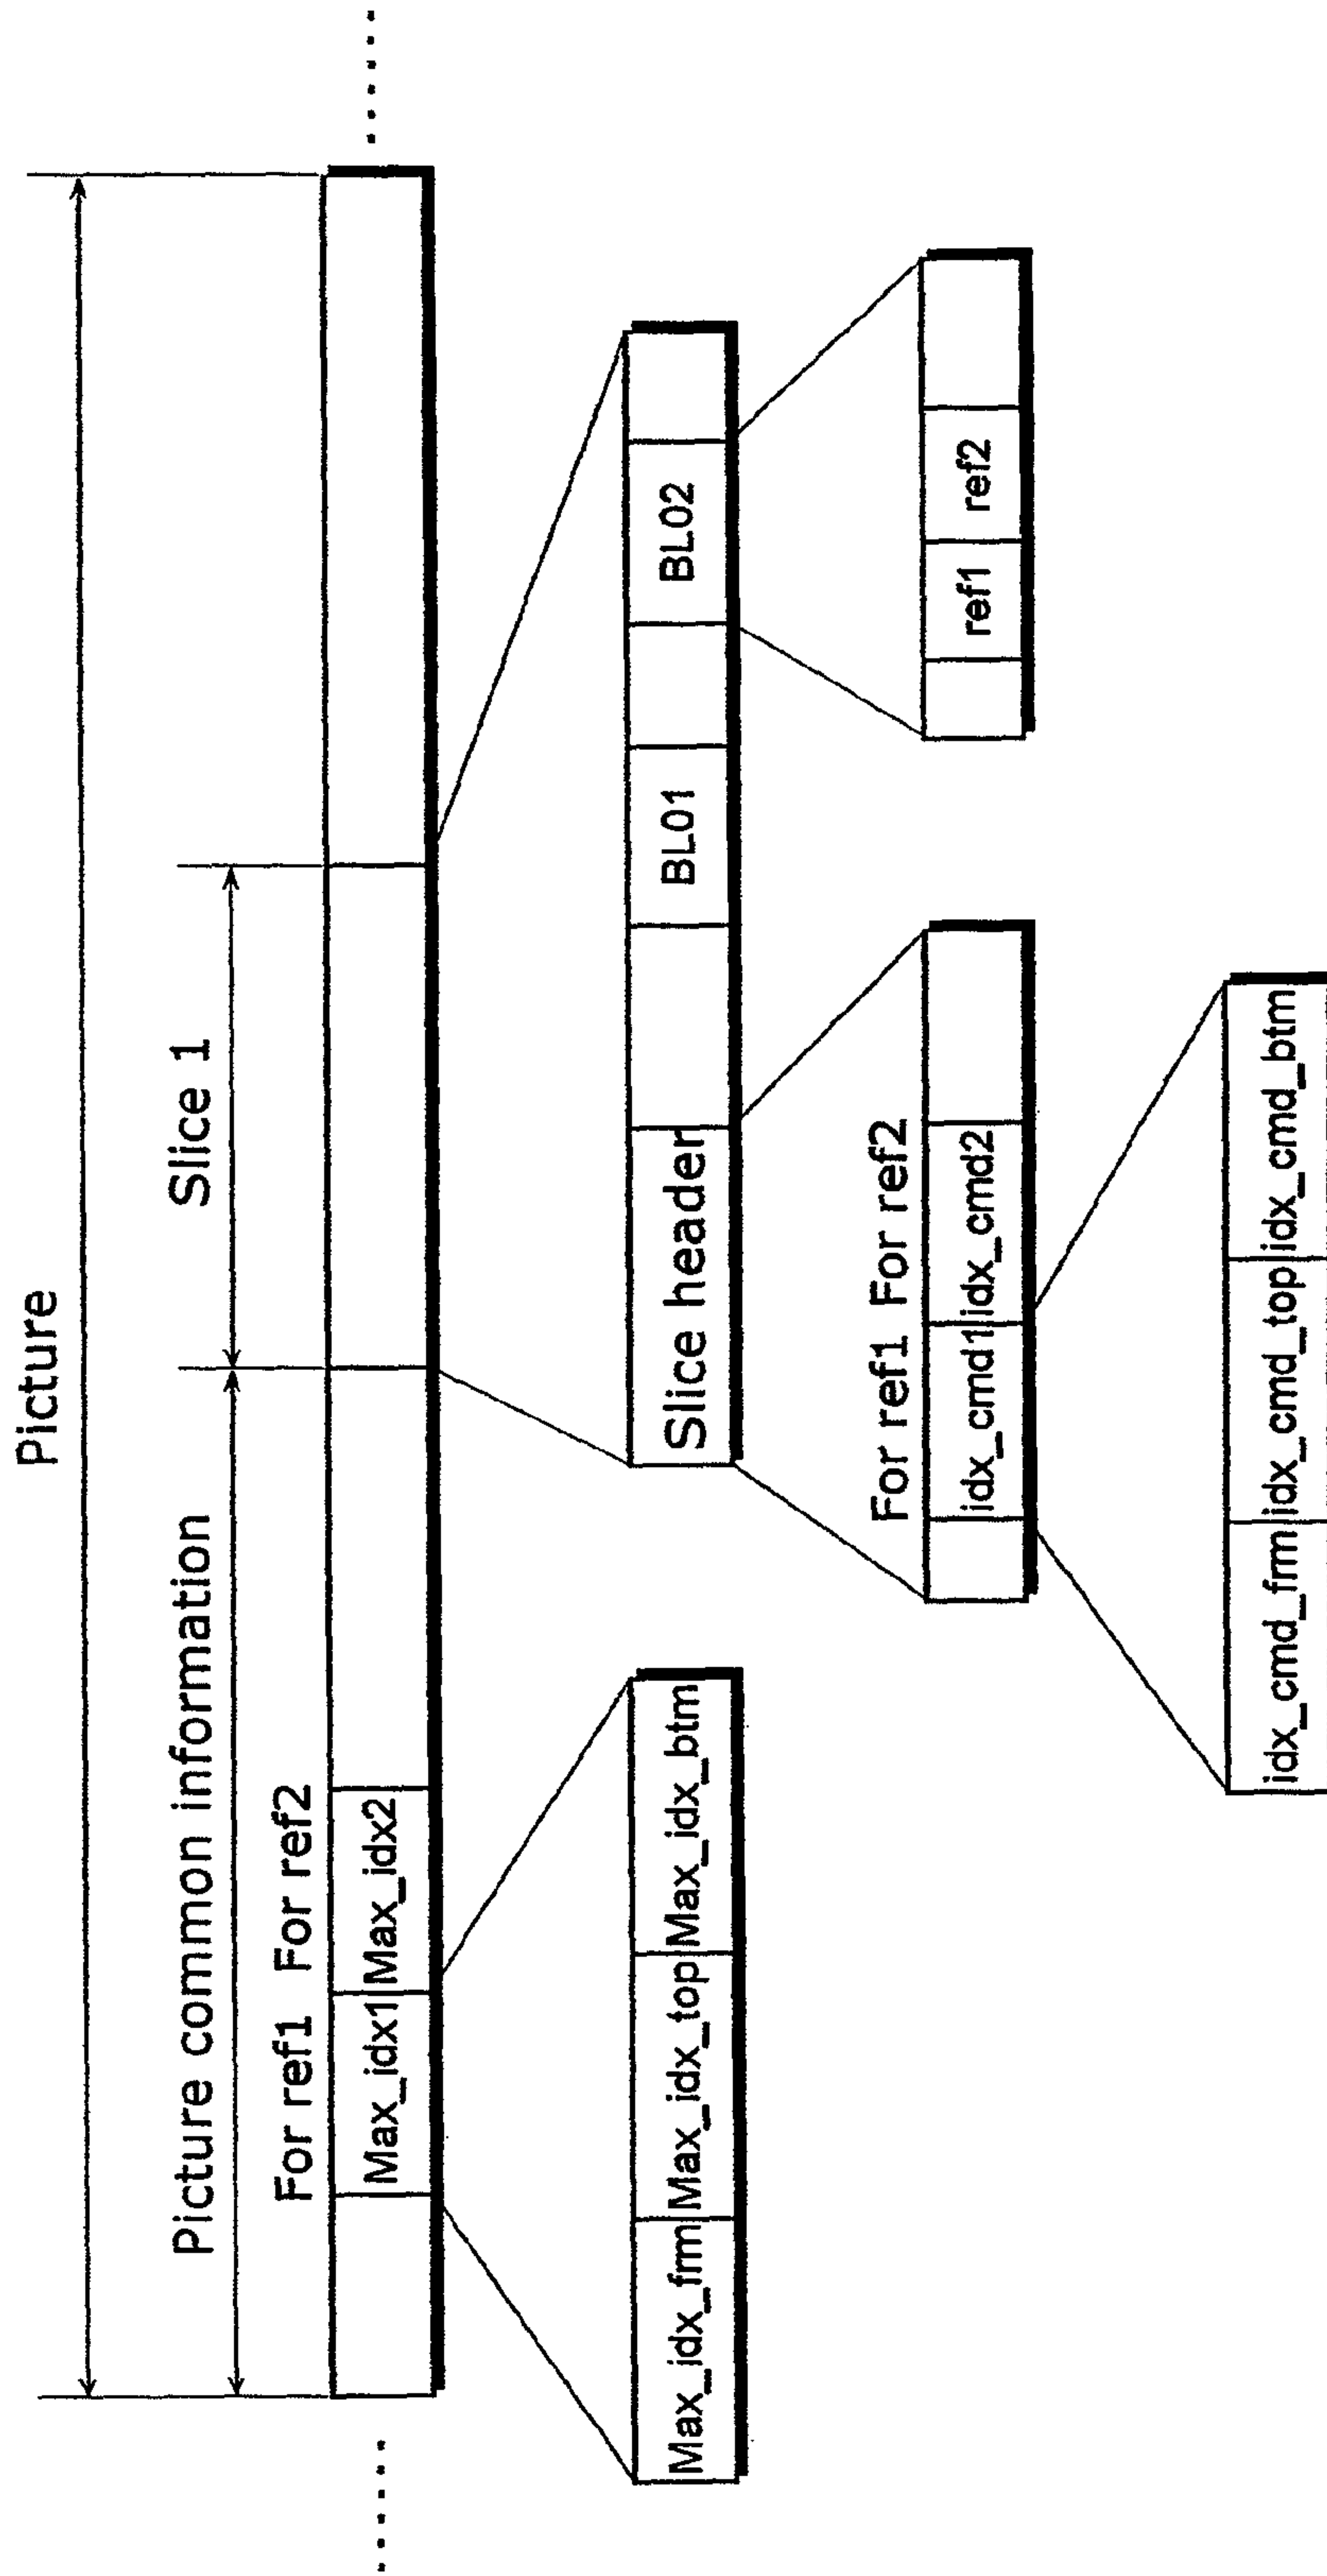 Picture
Picture common information
Slice 1
For ref1 For ref2
Max_idx1 Max_idx2
Max_idx_frm Max_idx_top Max_idx_btm
Slice header
BL01
BL02
For ref1 For ref2
idx_cmd1 idx_cmd2
ref1 ref2
idx_cmd_frm idx_cmd_top idx_cmd_btm